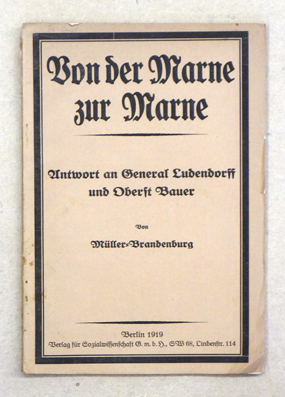 Von der Marne
zur Marne
Antwort an General Ludendorff
und Oberst Bauer
Von
Müller-Brandenburg
Berlin 1919
Verlag für Sozialwissenschaft G. m. b. H., SW 68, Lindenstr. 114